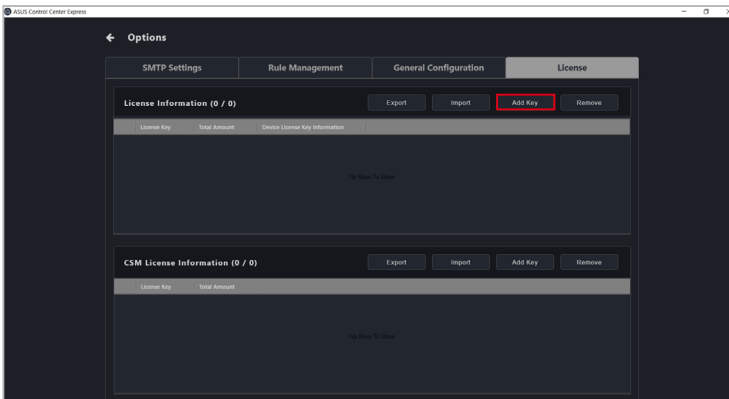 ASUS Control Center Express
Options
SMTP Settings Rule Management General Configuration License
License Information (0 / 0) Export Import Add Key Remove
License Key Total Amount Device License Key Information
No Rows To Show
CSM License Information (0 / 0) Export Import Add Key Remove
License Key Total Amount
No Rows To Show